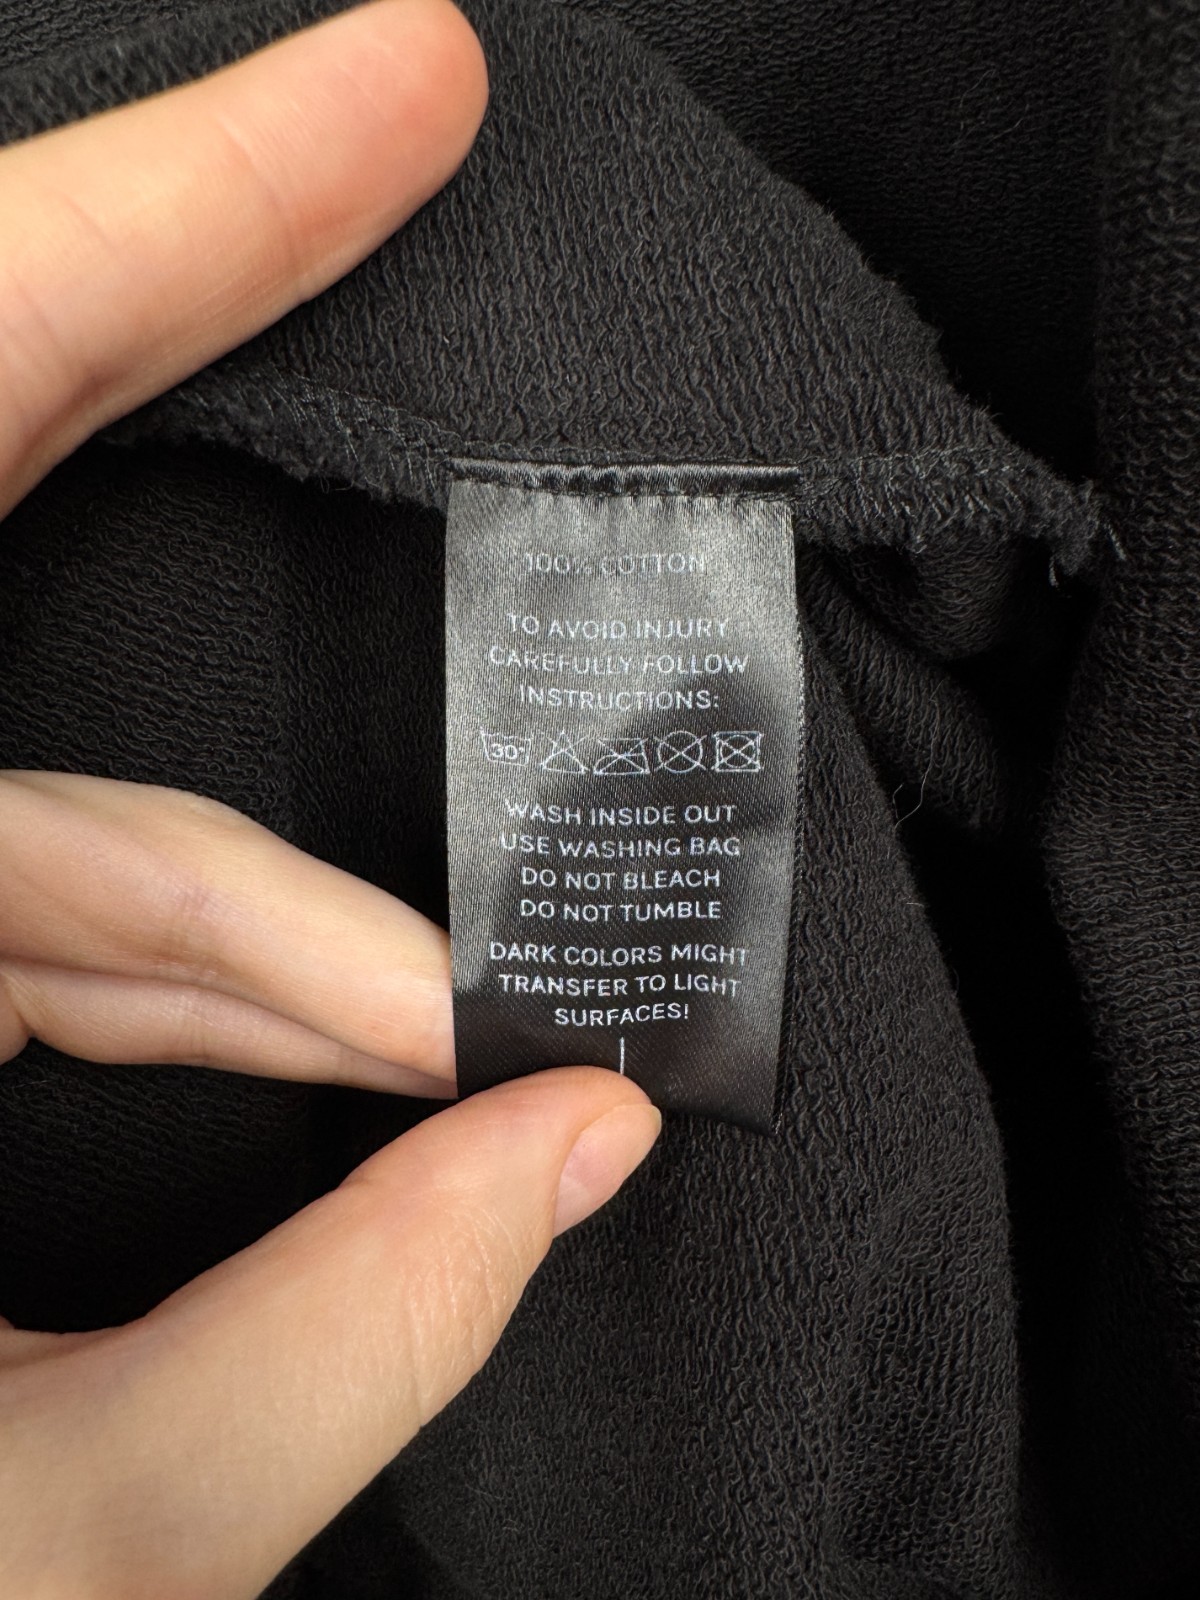 100% COTTON
TO AVOID INJURY
CAREFULLY FOLLOW
INSTRUCTIONS:
30°
WASH INSIDE OUT
USE WASHING BAG
DO NOT BLEACH
DO NOT TUMBLE
DARK COLORS MIGHT
TRANSFER TO LIGHT
SURFACES!